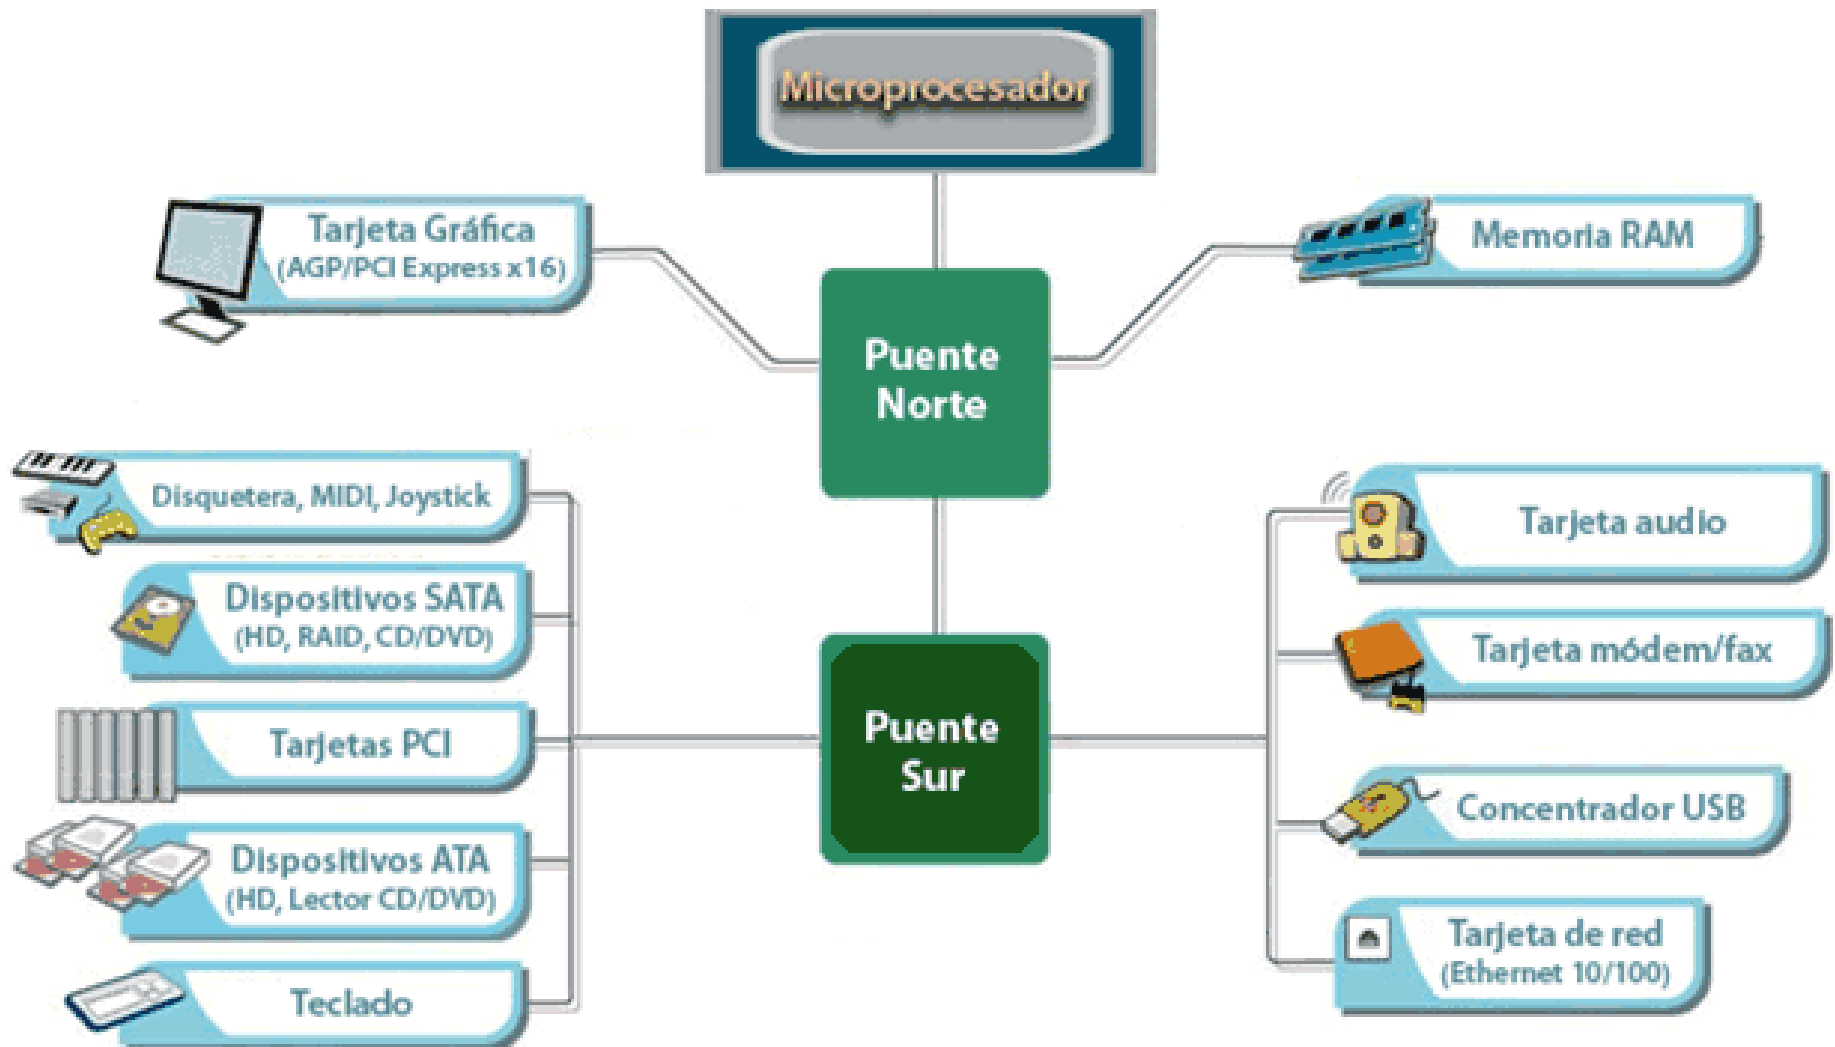 Microprocesador
Tarjeta Gráfica
(AGP/PCI Express x16)
Memoria RAM
Puente
Norte
Disquetera, MIDI, Joystick
Dispositivos SATA
(HD, RAID, CD/DVD)
Tarjetas PCI
Dispositivos ATA
(HD, Lector CD/DVD)
Teclado
Puente
Sur
Tarjeta audio
Tarjeta módem/fax
Concentrador USB
Tarjeta de red
(Ethernet 10/100)